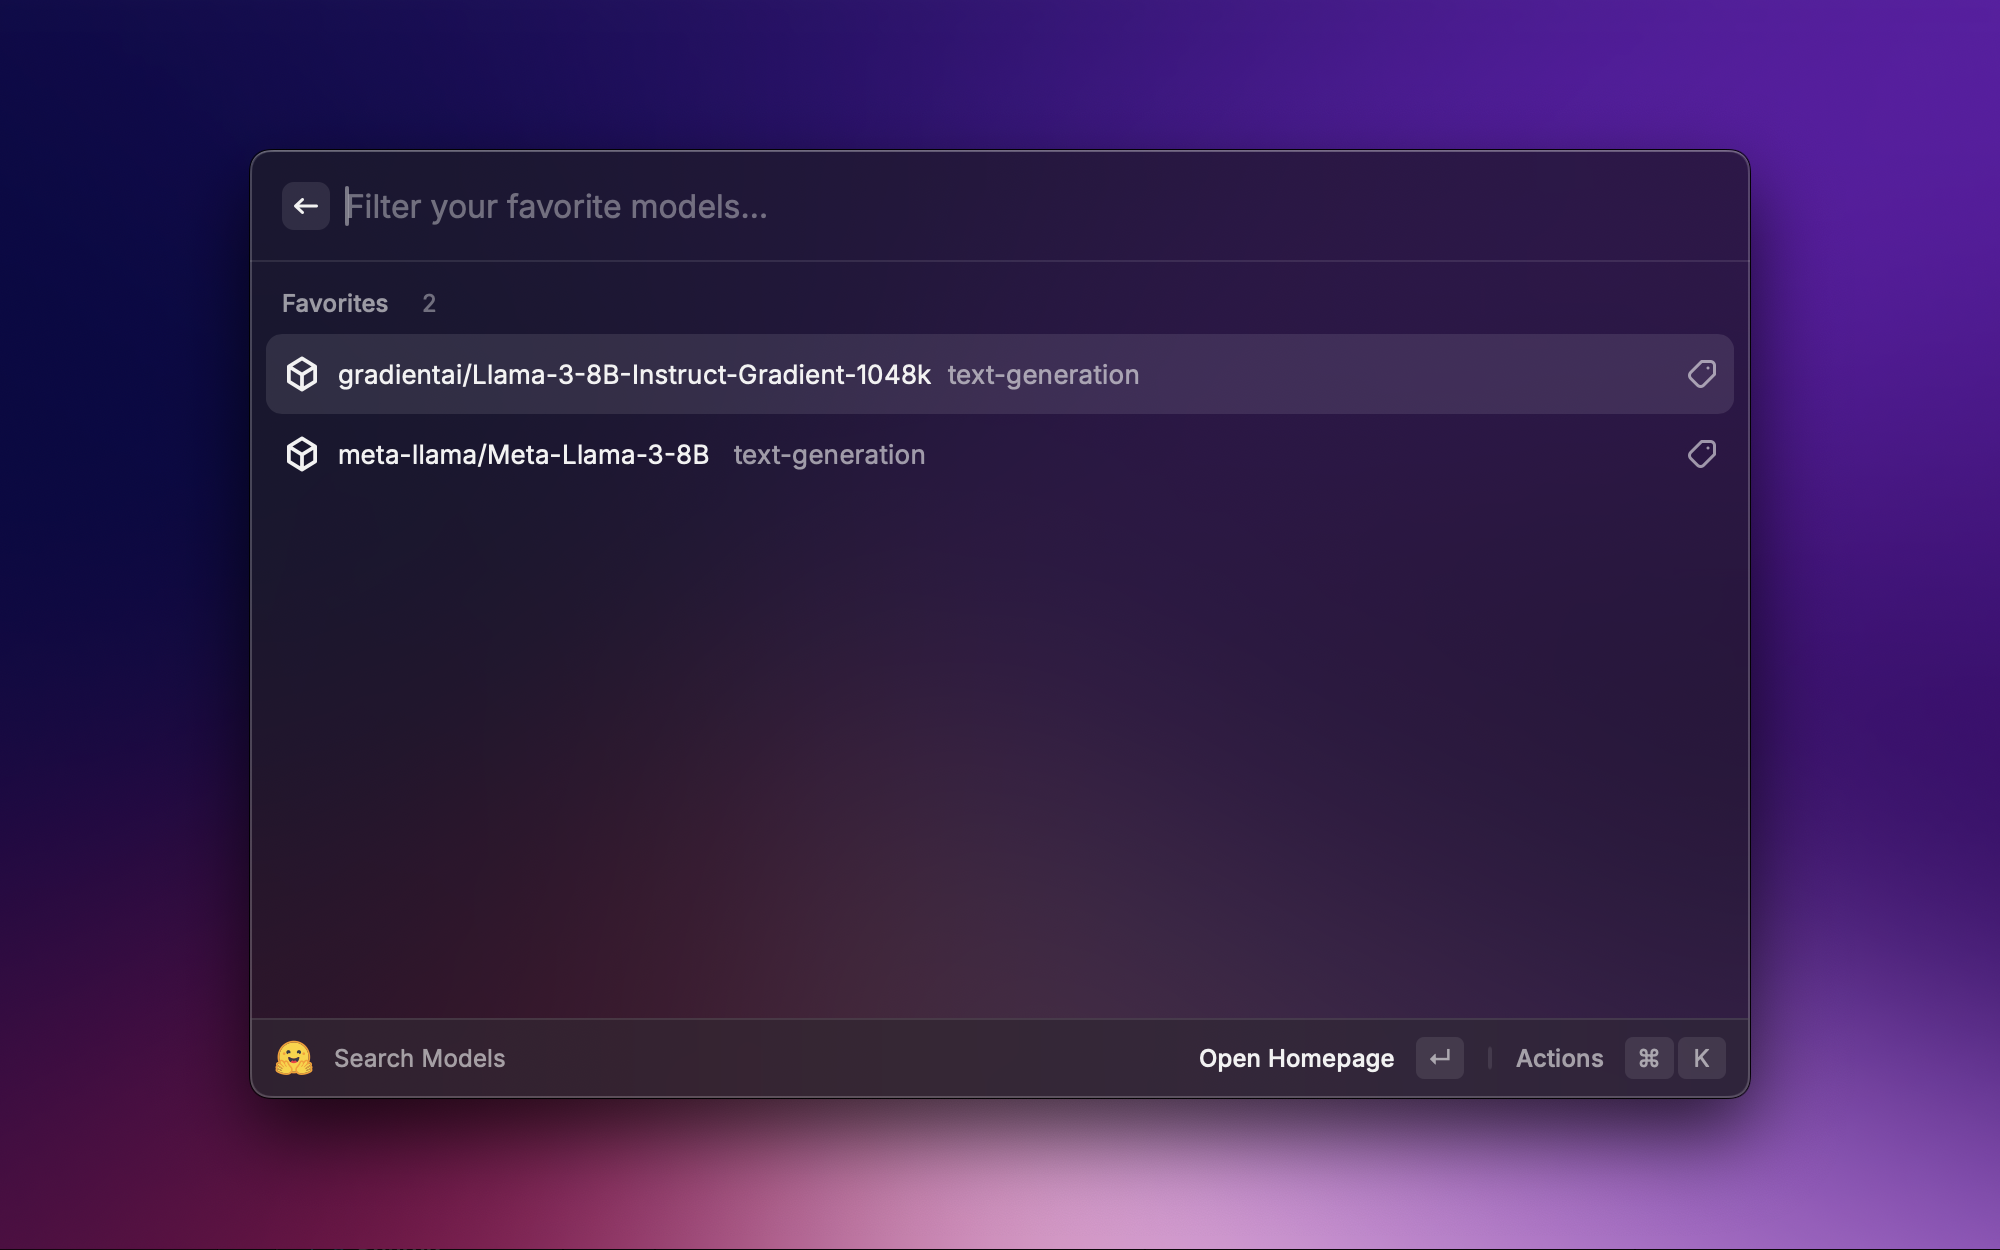 Filter your favorite models...
Favorites 2
gradientai/Llama-3-8B-Instruct-Gradient-1048k text-generation
meta-llama/Meta-Llama-3-8B text-generation
Search Models Open Homepage ↵ Actions ⌘ K